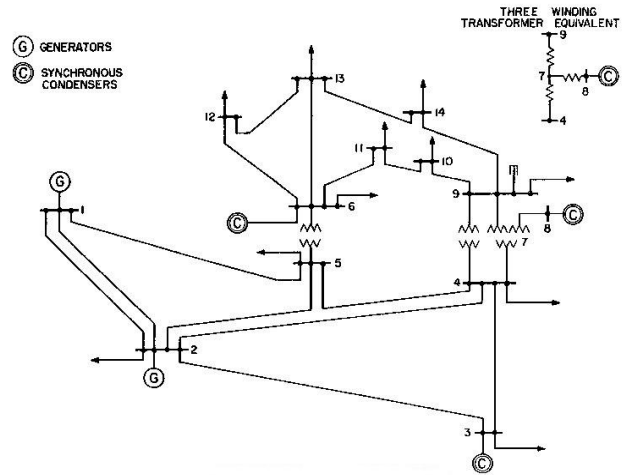 THREE WINDING
TRANSFORMER EQUIVALENT
9
7
8
C
4
G GENERATORS
C SYNCHRONOUS
CONDENSERS
13
14
12
11
10
9
G
1
C
6
8
C
7
5
4
2
G
3
C